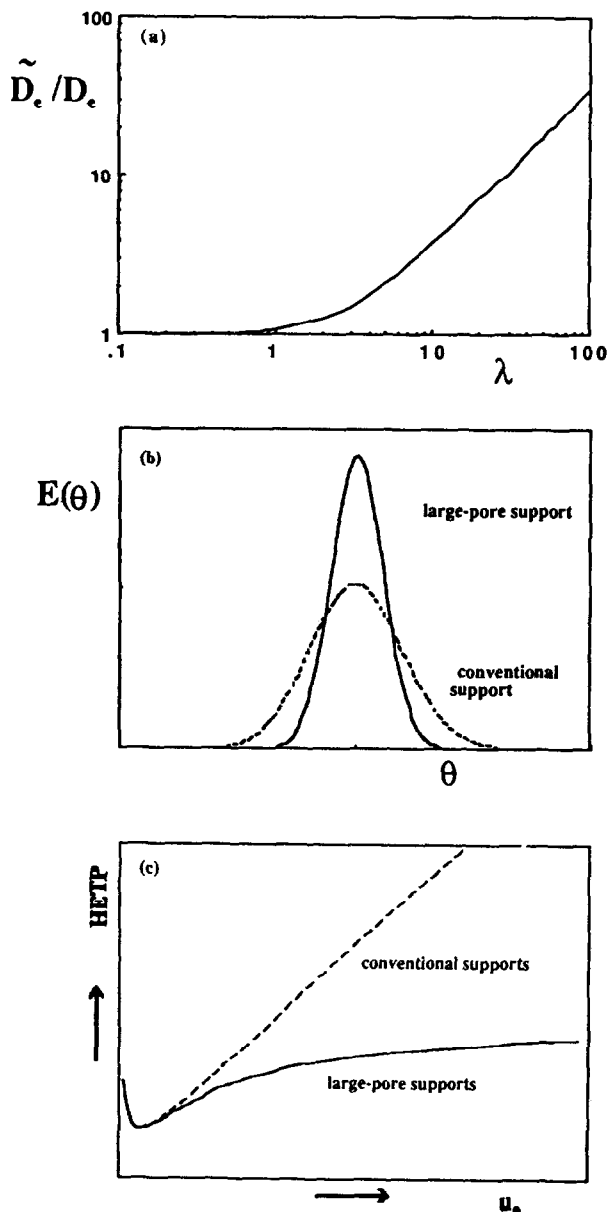 100
(a)
D̃ₑ/Dₑ
10
1
.1
1
10
100
λ
(b)
E(θ)
large-pore support
conventional
support
θ
(c)
HETP
conventional supports
large-pore supports
u₀